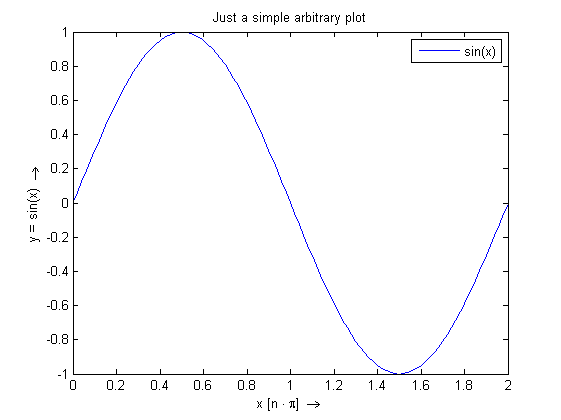 Just a simple arbitrary plot
sin(x)
1
0.8
0.6
0.4
0.2
0
-0.2
-0.4
-0.6
-0.8
-1
y = sin(x) →
0 0.2 0.4 0.6 0.8 1 1.2 1.4 1.6 1.8 2
x [n · π] →